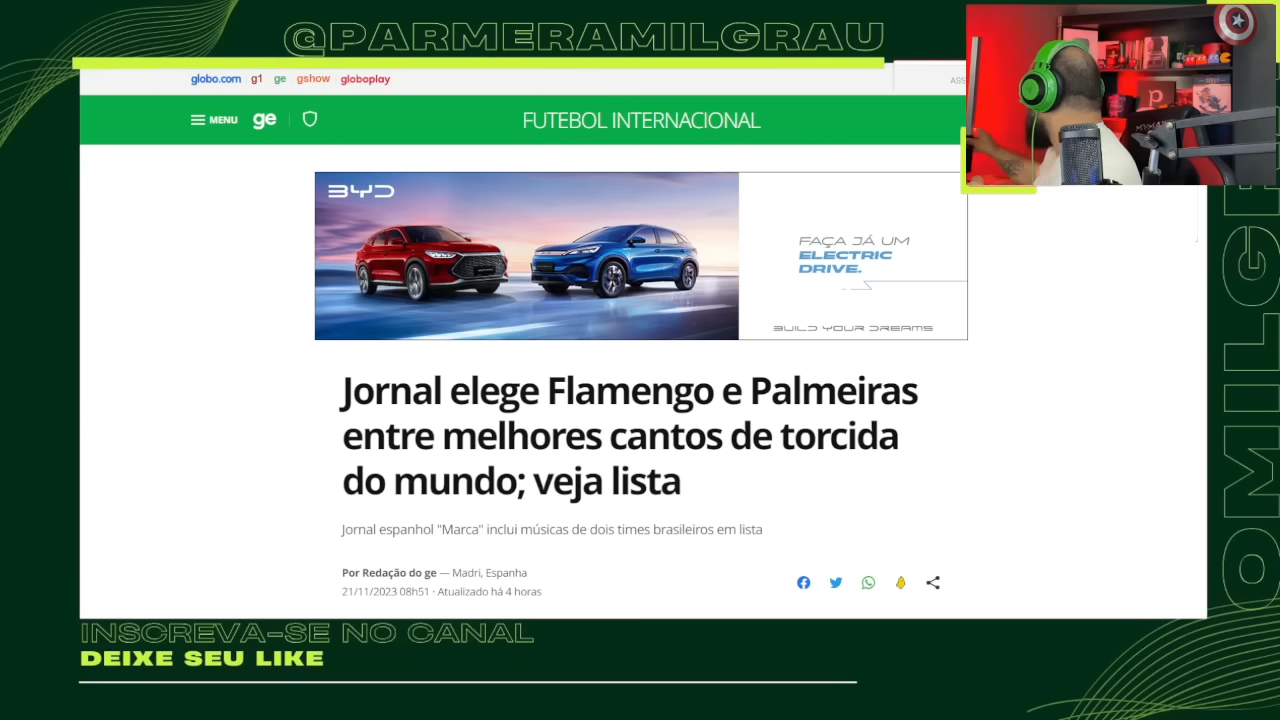 @PARMERAMILGRAU
globo.com g1 ge gshow globoplay
ASS
MENU ge
FUTEBOL INTERNACIONAL
BYD
FAÇA JÁ UM
ELECTRIC
DRIVE.
BUILD YOUR DREAMS
Jornal elege Flamengo e Palmeiras
entre melhores cantos de torcida
do mundo; veja lista
Jornal espanhol "Marca" inclui músicas de dois times brasileiros em lista
Por Redação do ge — Madri, Espanha
21/11/2023 08h51 · Atualizado há 4 horas
INSCREVA-SE NO CANAL
DEIXE SEU LIKE